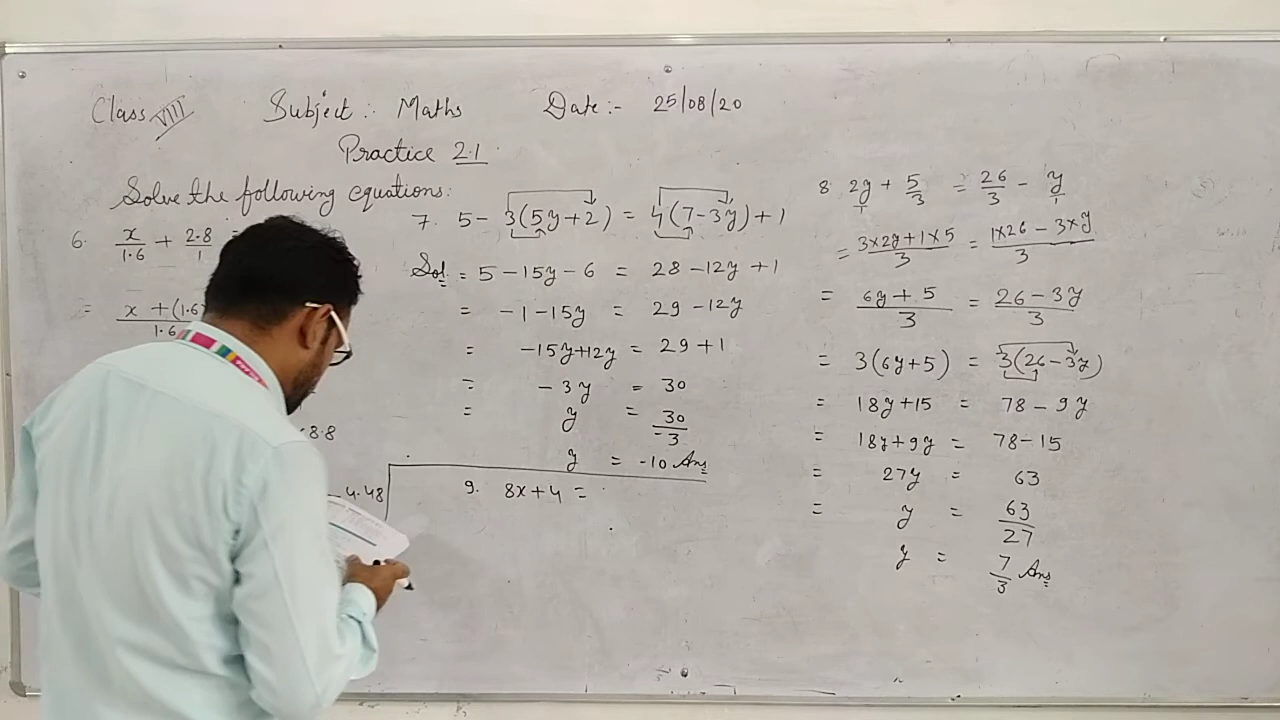 Class VIII Subject :. Maths Date :- 25/08/20
Practice 2.1
Solve the following equations:
6. x/1.6 + 2.8/1
= x + (1.6)/1.6
8.8
4.48
7. 5 - 3(5y+2) = 4(7-3y)+1
Sol. = 5 - 15y - 6 = 28 - 12y + 1
= -1 - 15y = 29 - 12y
= -15y+12y = 29 + 1
= -3y = 30
= y = 30/-3
y = -10 Ans
9. 8x+4 =
8. 2y/1 + 5/3 = 26/3 - y/1
= 3×2y+1×5/3 = 1×26 - 3×y/3
= 6y+5/3 = 26-3y/3
= 3(6y+5) = 3(26-3y)
= 18y+15 = 78 - 9y
= 18y+9y = 78-15
= 27y = 63
= y = 63/27
y = 7/3 Ans